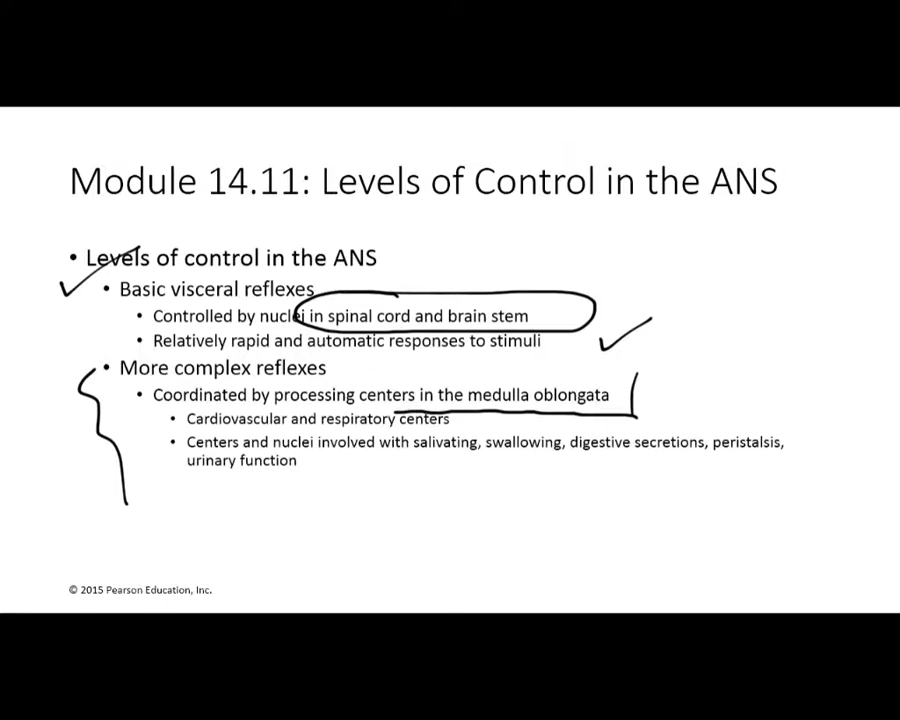 Module 14.11: Levels of Control in the ANS
• Levels of control in the ANS
• Basic visceral reflexes
• Controlled by nuclei in spinal cord and brain stem
• Relatively rapid and automatic responses to stimuli
• More complex reflexes
• Coordinated by processing centers in the medulla oblongata
• Cardiovascular and respiratory centers
• Centers and nuclei involved with salivating, swallowing, digestive secretions, peristalsis,
urinary function
© 2015 Pearson Education, Inc.